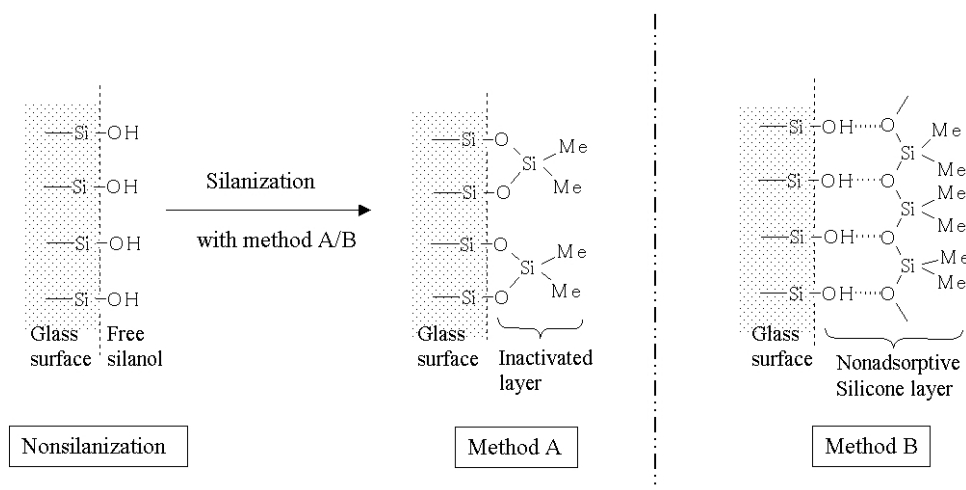 Si OH
Si OH
Si OH
Si OH
Glass surface
Free silanol
Nonsilanization
Silanization
with method A/B
Si O
Si O
Si Me
Me
Si O
Si O
Si Me
Me
Glass surface
Inactivated layer
Method A
Si OH O
Si Me
Me
Si OH O
Si Me
Me
Si OH O
Si Me
Me
Si OH O
Glass surface
Nonadsorptive
Silicone layer
Method B